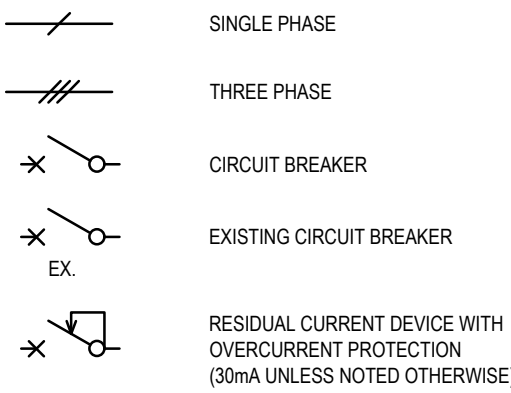 SINGLE PHASE
THREE PHASE
CIRCUIT BREAKER
EXISTING CIRCUIT BREAKER
EX.
RESIDUAL CURRENT DEVICE WITH
OVERCURRENT PROTECTION
(30mA UNLESS NOTED OTHERWISE)